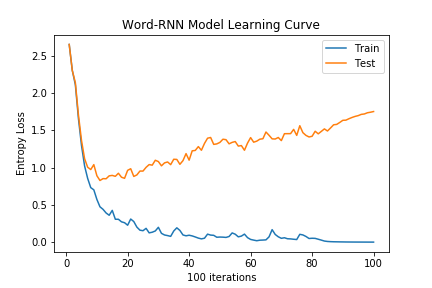 Word-RNN Model Learning Curve
Train
Test
Entropy Loss
2.5
2.0
1.5
1.0
0.5
0.0
0 20 40 60 80 100
100 iterations